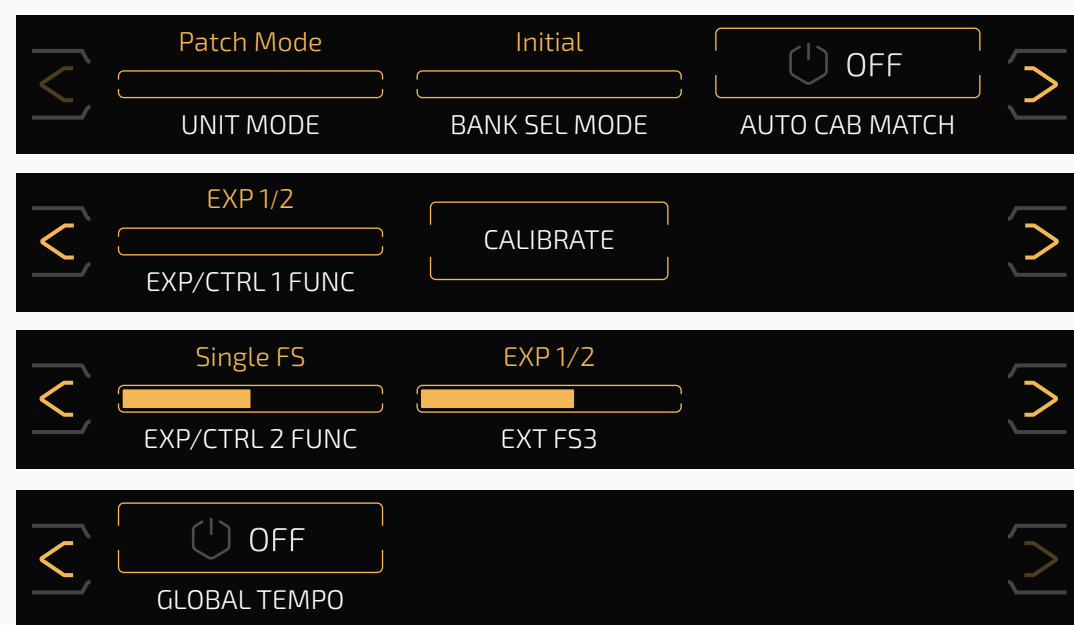 Patch Mode Initial OFF
UNIT MODE BANK SEL MODE AUTO CAB MATCH
EXP 1/2
CALIBRATE
EXP/CTRL 1 FUNC
Single FS EXP 1/2
EXP/CTRL 2 FUNC EXT FS3
OFF
GLOBAL TEMPO